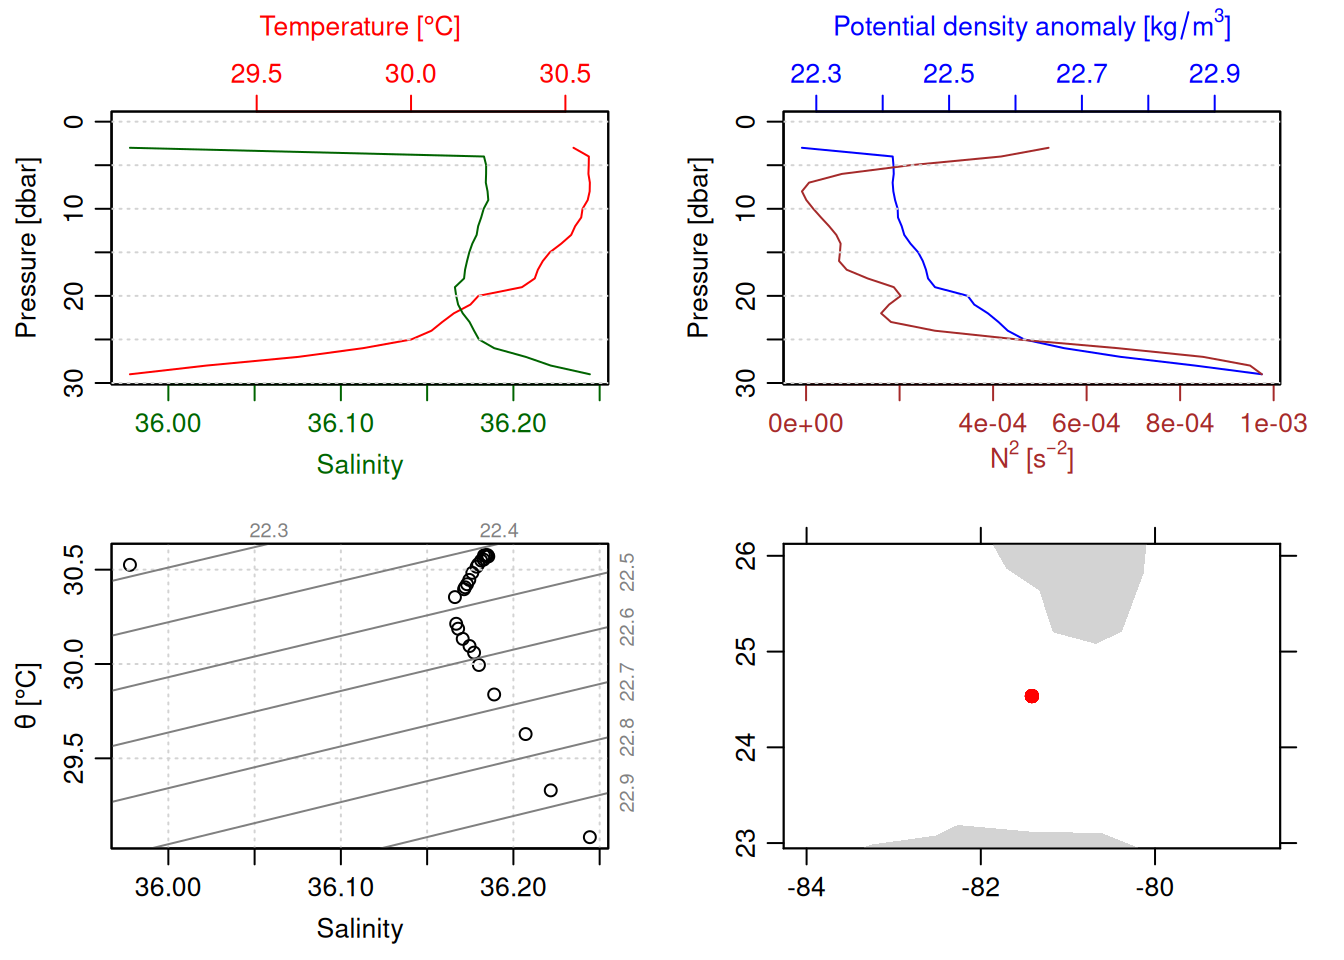 Temperature [°C]
29.5 30.0 30.5
Pressure [dbar]
0
10
20
30
36.00 36.10 36.20
Salinity
Potential density anomaly [kg/m³]
22.3 22.5 22.7 22.9
Pressure [dbar]
0
10
20
30
0e+00 4e-04 6e-04 8e-04 1e-03
N² [s⁻²]
22.3 22.4
θ [°C]
30.5
30.0
29.5
22.5
22.6
22.7
22.8
22.9
36.00 36.10 36.20
Salinity
26
25
24
23
-84 -82 -80